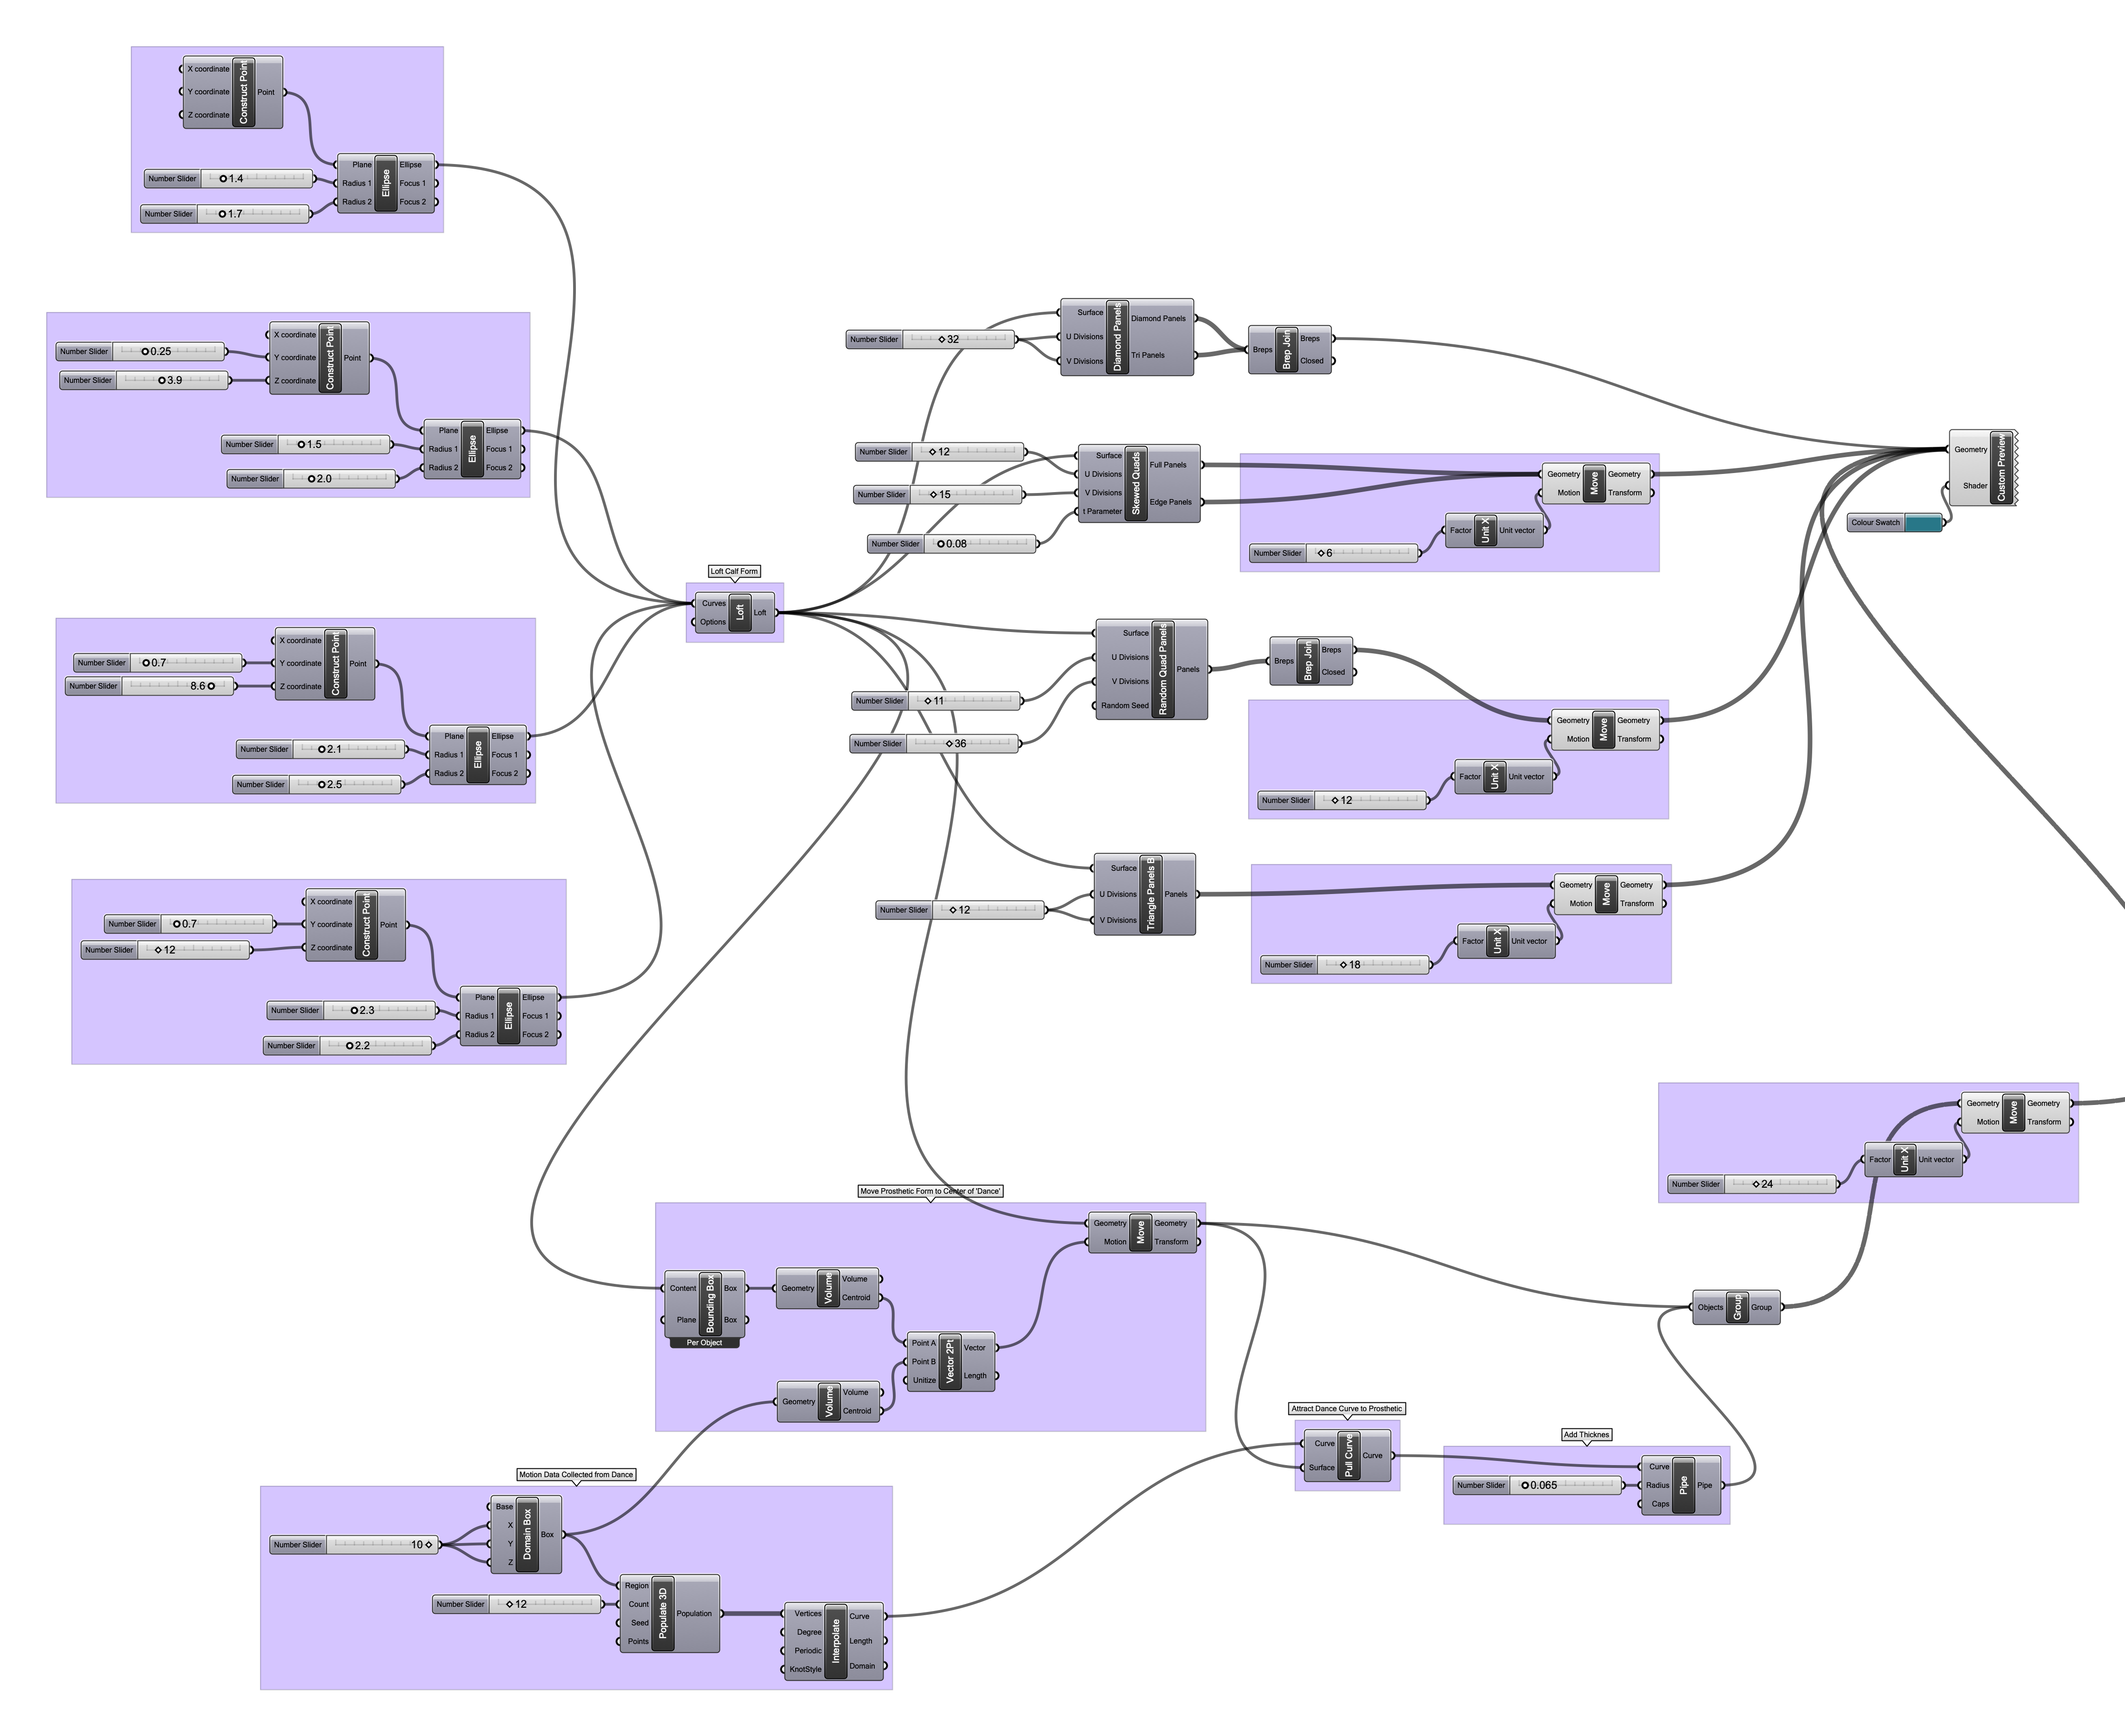 X coordinate
Y coordinate
Z coordinate
Construct Point
Point
Number Slider 1.4
Number Slider 1.7
Plane
Radius 1
Radius 2
Ellipse
Ellipse
Focus 1
Focus 2
Number Slider 0.25
Number Slider 3.9
X coordinate
Y coordinate
Z coordinate
Construct Point
Point
Number Slider 1.5
Number Slider 2.0
Plane
Radius 1
Radius 2
Ellipse
Ellipse
Focus 1
Focus 2
Number Slider 0.7
Number Slider 8.6
X coordinate
Y coordinate
Z coordinate
Construct Point
Point
Number Slider 2.1
Number Slider 2.5
Plane
Radius 1
Radius 2
Ellipse
Ellipse
Focus 1
Focus 2
Number Slider 0.7
Number Slider 12
X coordinate
Y coordinate
Z coordinate
Construct Point
Point
Number Slider 2.3
Number Slider 2.2
Plane
Radius 1
Radius 2
Ellipse
Ellipse
Focus 1
Focus 2
Loft Calf Form
Curves
Options
Loft
Loft
Number Slider 32
Surface
U Divisions
V Divisions
Diamond Panels
Diamond Panels
Tri Panels
Breps
Brep Join
Breps
Closed
Number Slider 12
Number Slider 15
Number Slider 0.08
Surface
U Divisions
V Divisions
t Parameter
Skewed Quads
Full Panels
Edge Panels
Number Slider 6
Factor
Unit X
Unit vector
Geometry
Motion
Move
Geometry
Transform
Geometry
Shader
Custom Preview
Colour Swatch
Number Slider 11
Number Slider 36
Surface
U Divisions
V Divisions
Random Seed
Random Quad Panels
Panels
Breps
Brep Join
Breps
Closed
Number Slider 12
Factor
Unit X
Unit vector
Geometry
Motion
Move
Geometry
Transform
Number Slider 12
Surface
U Divisions
V Divisions
Triangle Panels B
Panels
Number Slider 18
Factor
Unit X
Unit vector
Geometry
Motion
Move
Geometry
Transform
Number Slider 24
Factor
Unit X
Unit vector
Geometry
Motion
Move
Geometry
Transform
Move Prosthetic Form to Center of 'Dance'
Content
Plane
Bounding Box
Box
Box
Per Object
Geometry
Volume
Volume
Centroid
Geometry
Volume
Volume
Centroid
Point A
Point B
Unitize
Vector 2Pt
Vector
Length
Geometry
Motion
Move
Geometry
Transform
Objects
Group
Group
Attract Dance Curve to Prosthetic
Curve
Surface
Pull Curve
Curve
Add Thicknes
Number Slider 0.065
Curve
Radius
Caps
Pipe
Pipe
Motion Data Collected from Dance
Number Slider 10
Base
X
Y
Z
Domain Box
Box
Number Slider 12
Region
Count
Seed
Points
Populate 3D
Population
Vertices
Degree
Periodic
KnotStyle
Interpolate
Curve
Length
Domain